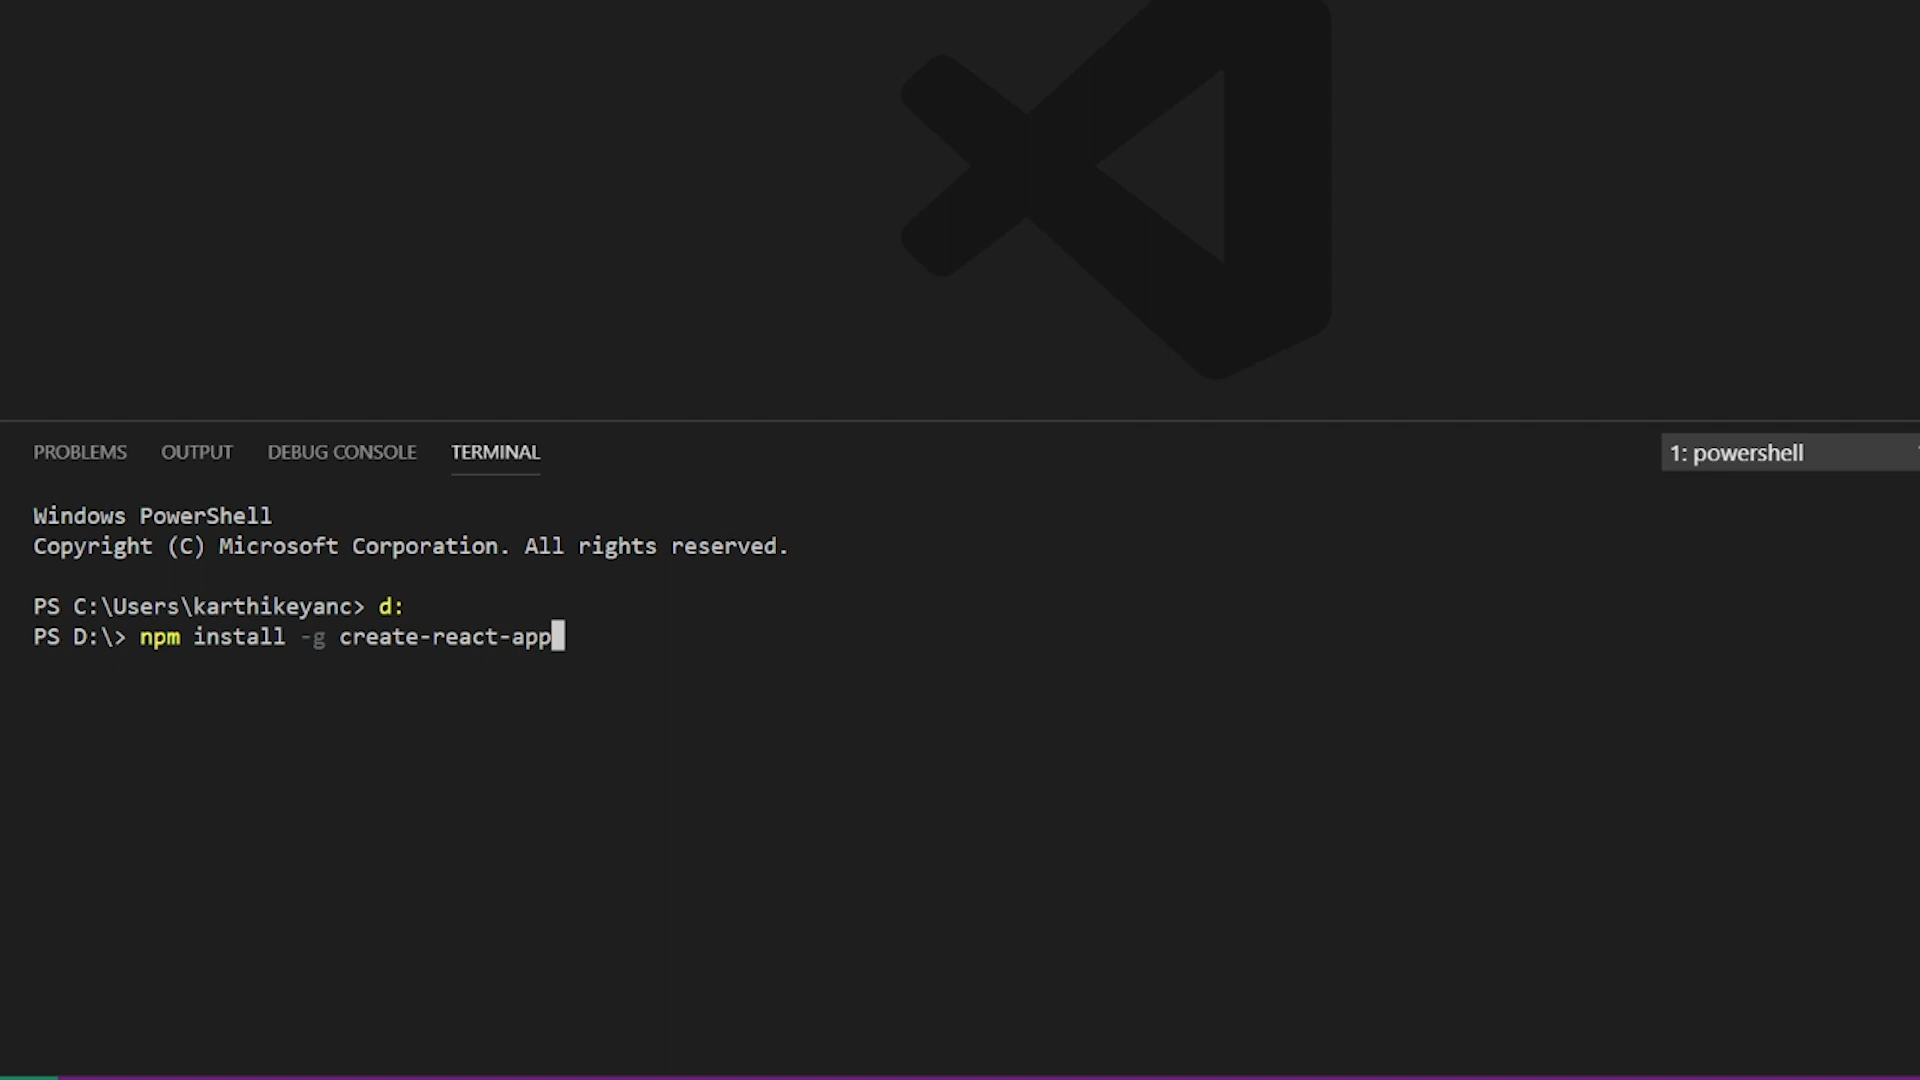 PROBLEMS OUTPUT DEBUG CONSOLE TERMINAL 1: powershell
Windows PowerShell
Copyright (C) Microsoft Corporation. All rights reserved.
PS C:\Users\karthikeyanc> d:
PS D:\> npm install -g create-react-app